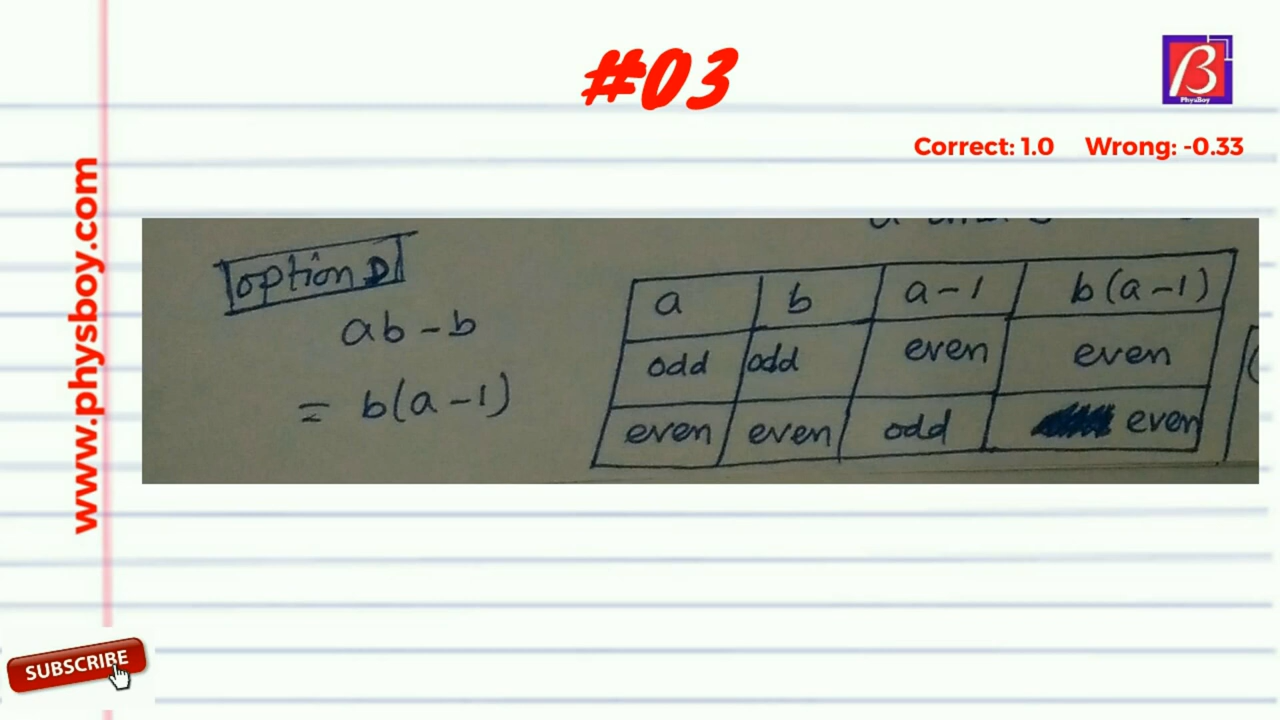 #03
β
PhysBoy
Correct: 1.0 Wrong: -0.33
www.physboy.com
option D
ab - b
= b(a - 1)
a b a - 1 b(a - 1)
odd odd even even
even even odd even
SUBSCRIBE